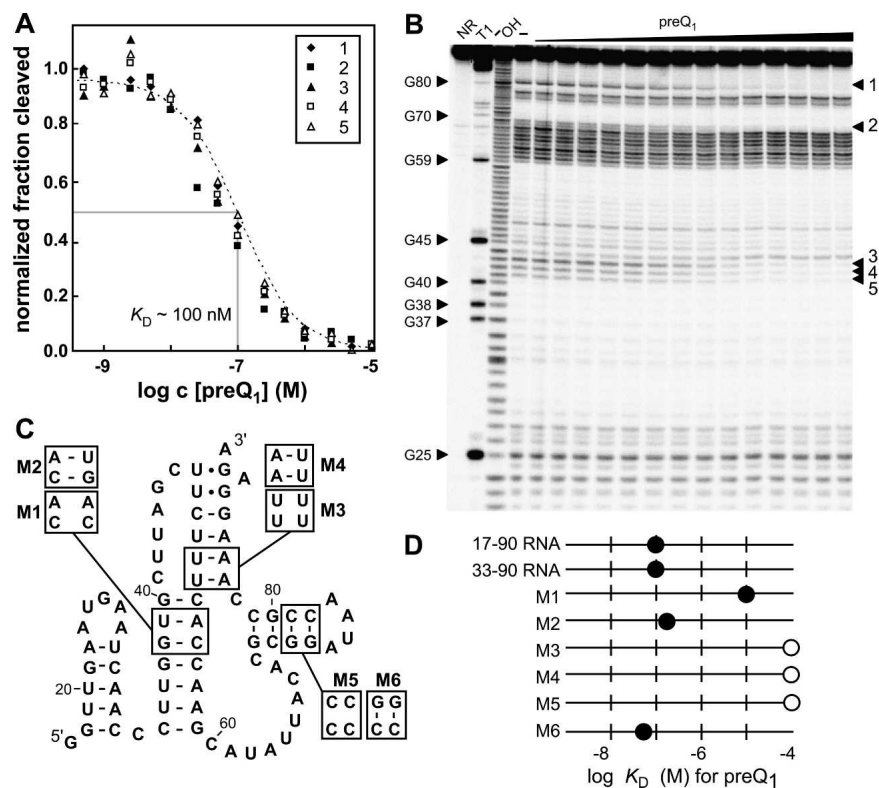 A
normalized fraction cleaved
1.0
0.8
0.6
0.4
0.2
0.0
1
2
3
4
5
KD ~ 100 nM
-9
-7
-5
log c [preQ1] (M)
B
NR
T1
-OH
-
preQ1
G80
G70
G59
G45
G40
G38
G37
G25
1
2
3
4
5
C
M2
A - U
C - G
M1
A A
C C
A - U
A - U
M4
U U
U U
M3
3'
40
80
20
60
5'
M5
M6
C C
C C
G - C
G - C
D
17-90 RNA
33-90 RNA
M1
M2
M3
M4
M5
M6
-8
-6
-4
log KD (M) for preQ1